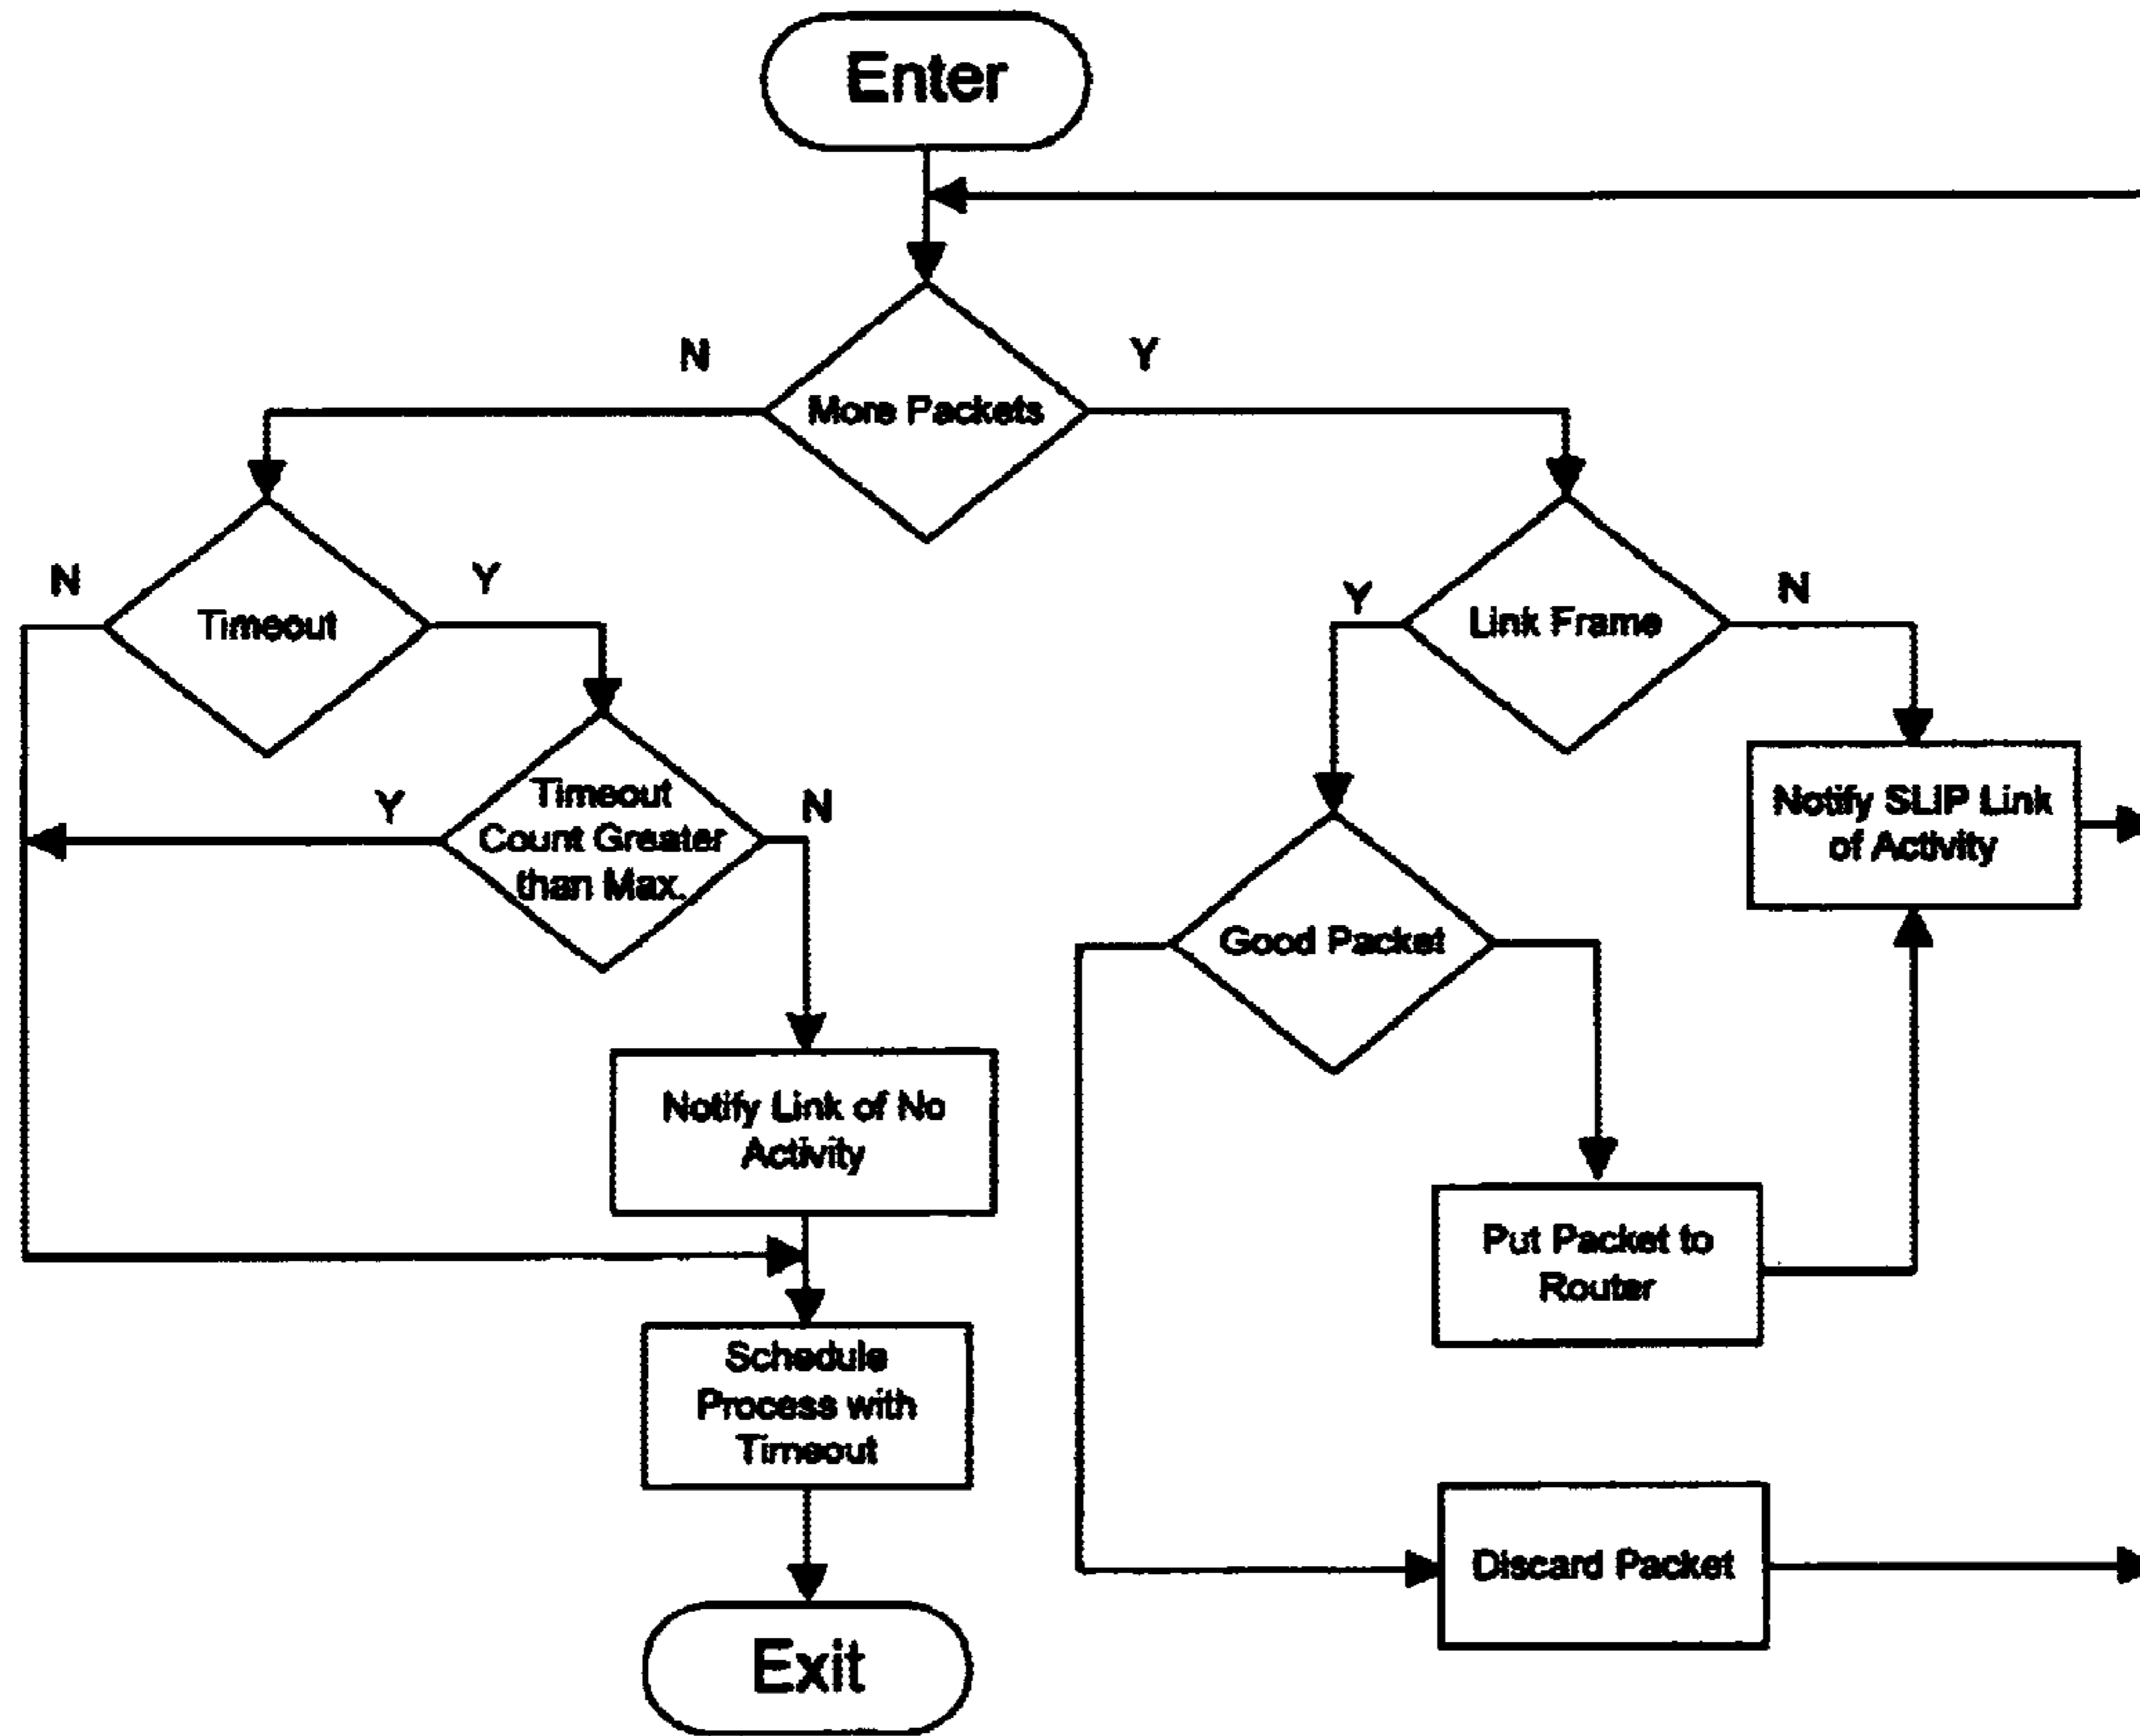 Enter
N
Y
More Packets
N
Y
Timeout
Y
N
Link Frame
Y
N
Timeout
Count Greater
than Max.
Notify SLIP Link
of Activity
Good Packet
Notify Link of No
Activity
Put Packet to
Router
Schedule
Process with
Timeout
Discard Packet
Exit